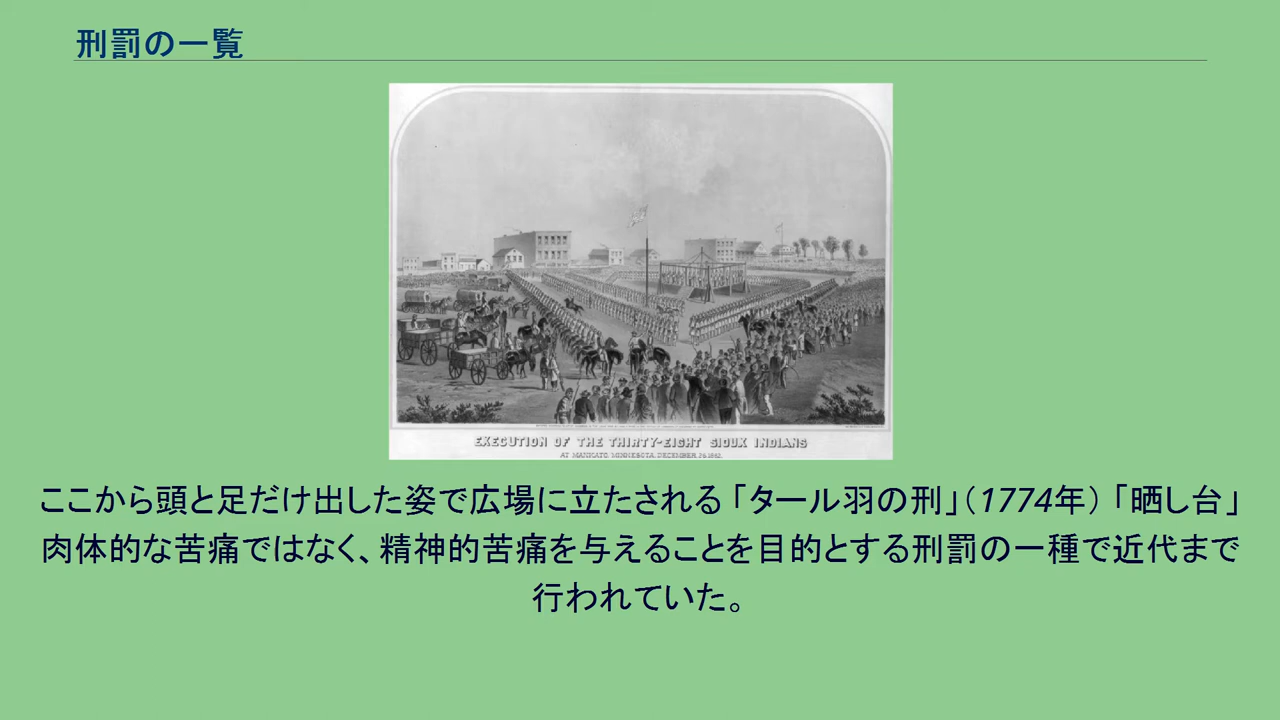 刑罰の一覧
EXECUTION OF THE THIRTY-EIGHT SIOUX INDIANS
AT MANKATO, MINNESOTA, DECEMBER 26, 1862.
ここから頭と足だけ出した姿で広場に立たされる「タール羽の刑」（1774年）「晒し台」
肉体的な苦痛ではなく、精神的苦痛を与えることを目的とする刑罰の一種で近代まで
行われていた。